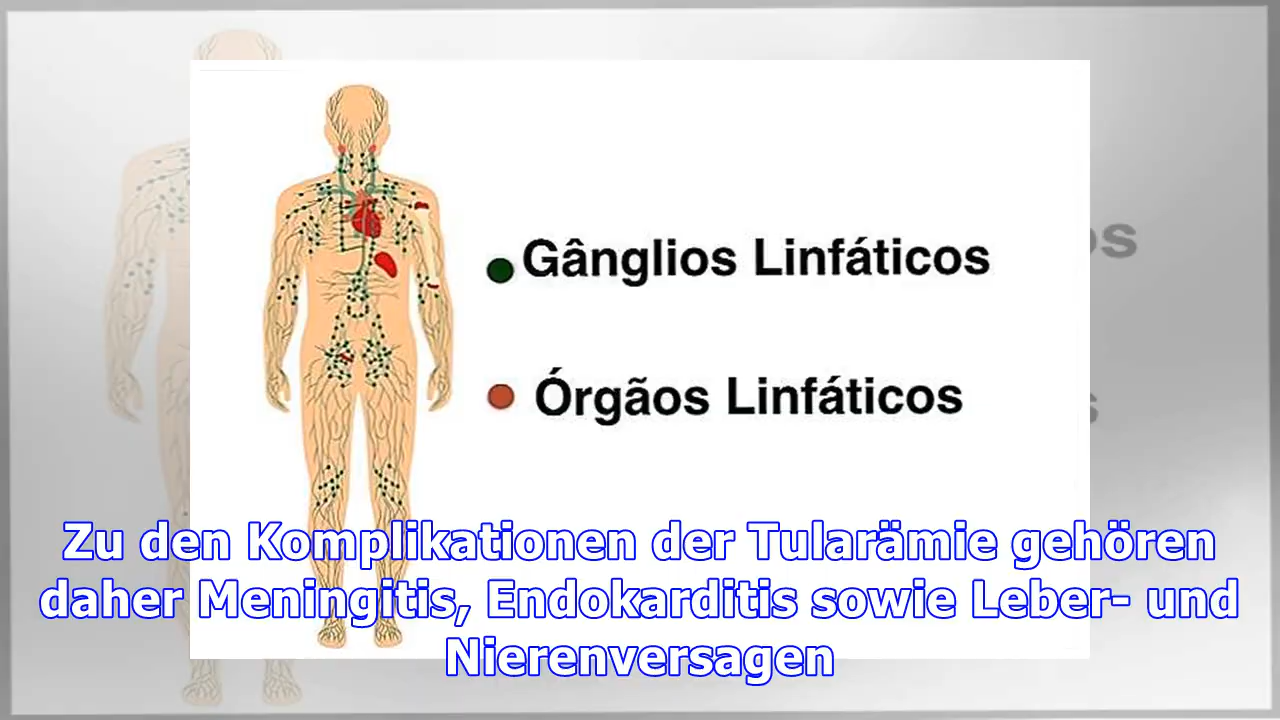 Gânglios Linfáticos
Órgãos Linfáticos
Zu den Komplikationen der Tularämie gehören
daher Meningitis, Endokarditis sowie Leber- und
Nierenversagen